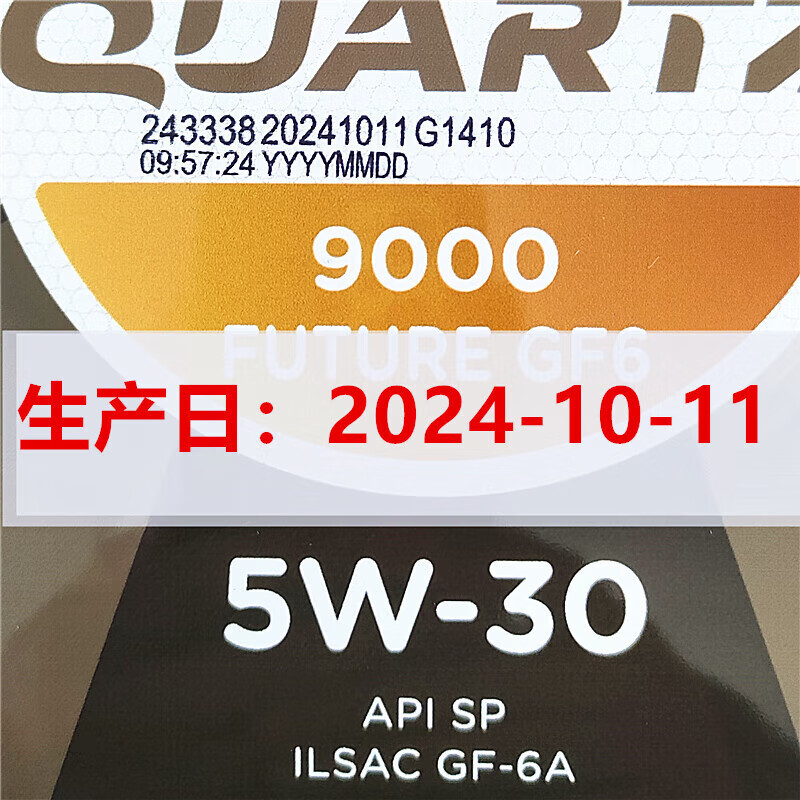 QUARTZ
243338 20241011 G1410
09:57:24 YYYYMMDD
9000
FUTURE GF6
生产日：2024-10-11
5W-30
API SP
ILSAC GF-6A